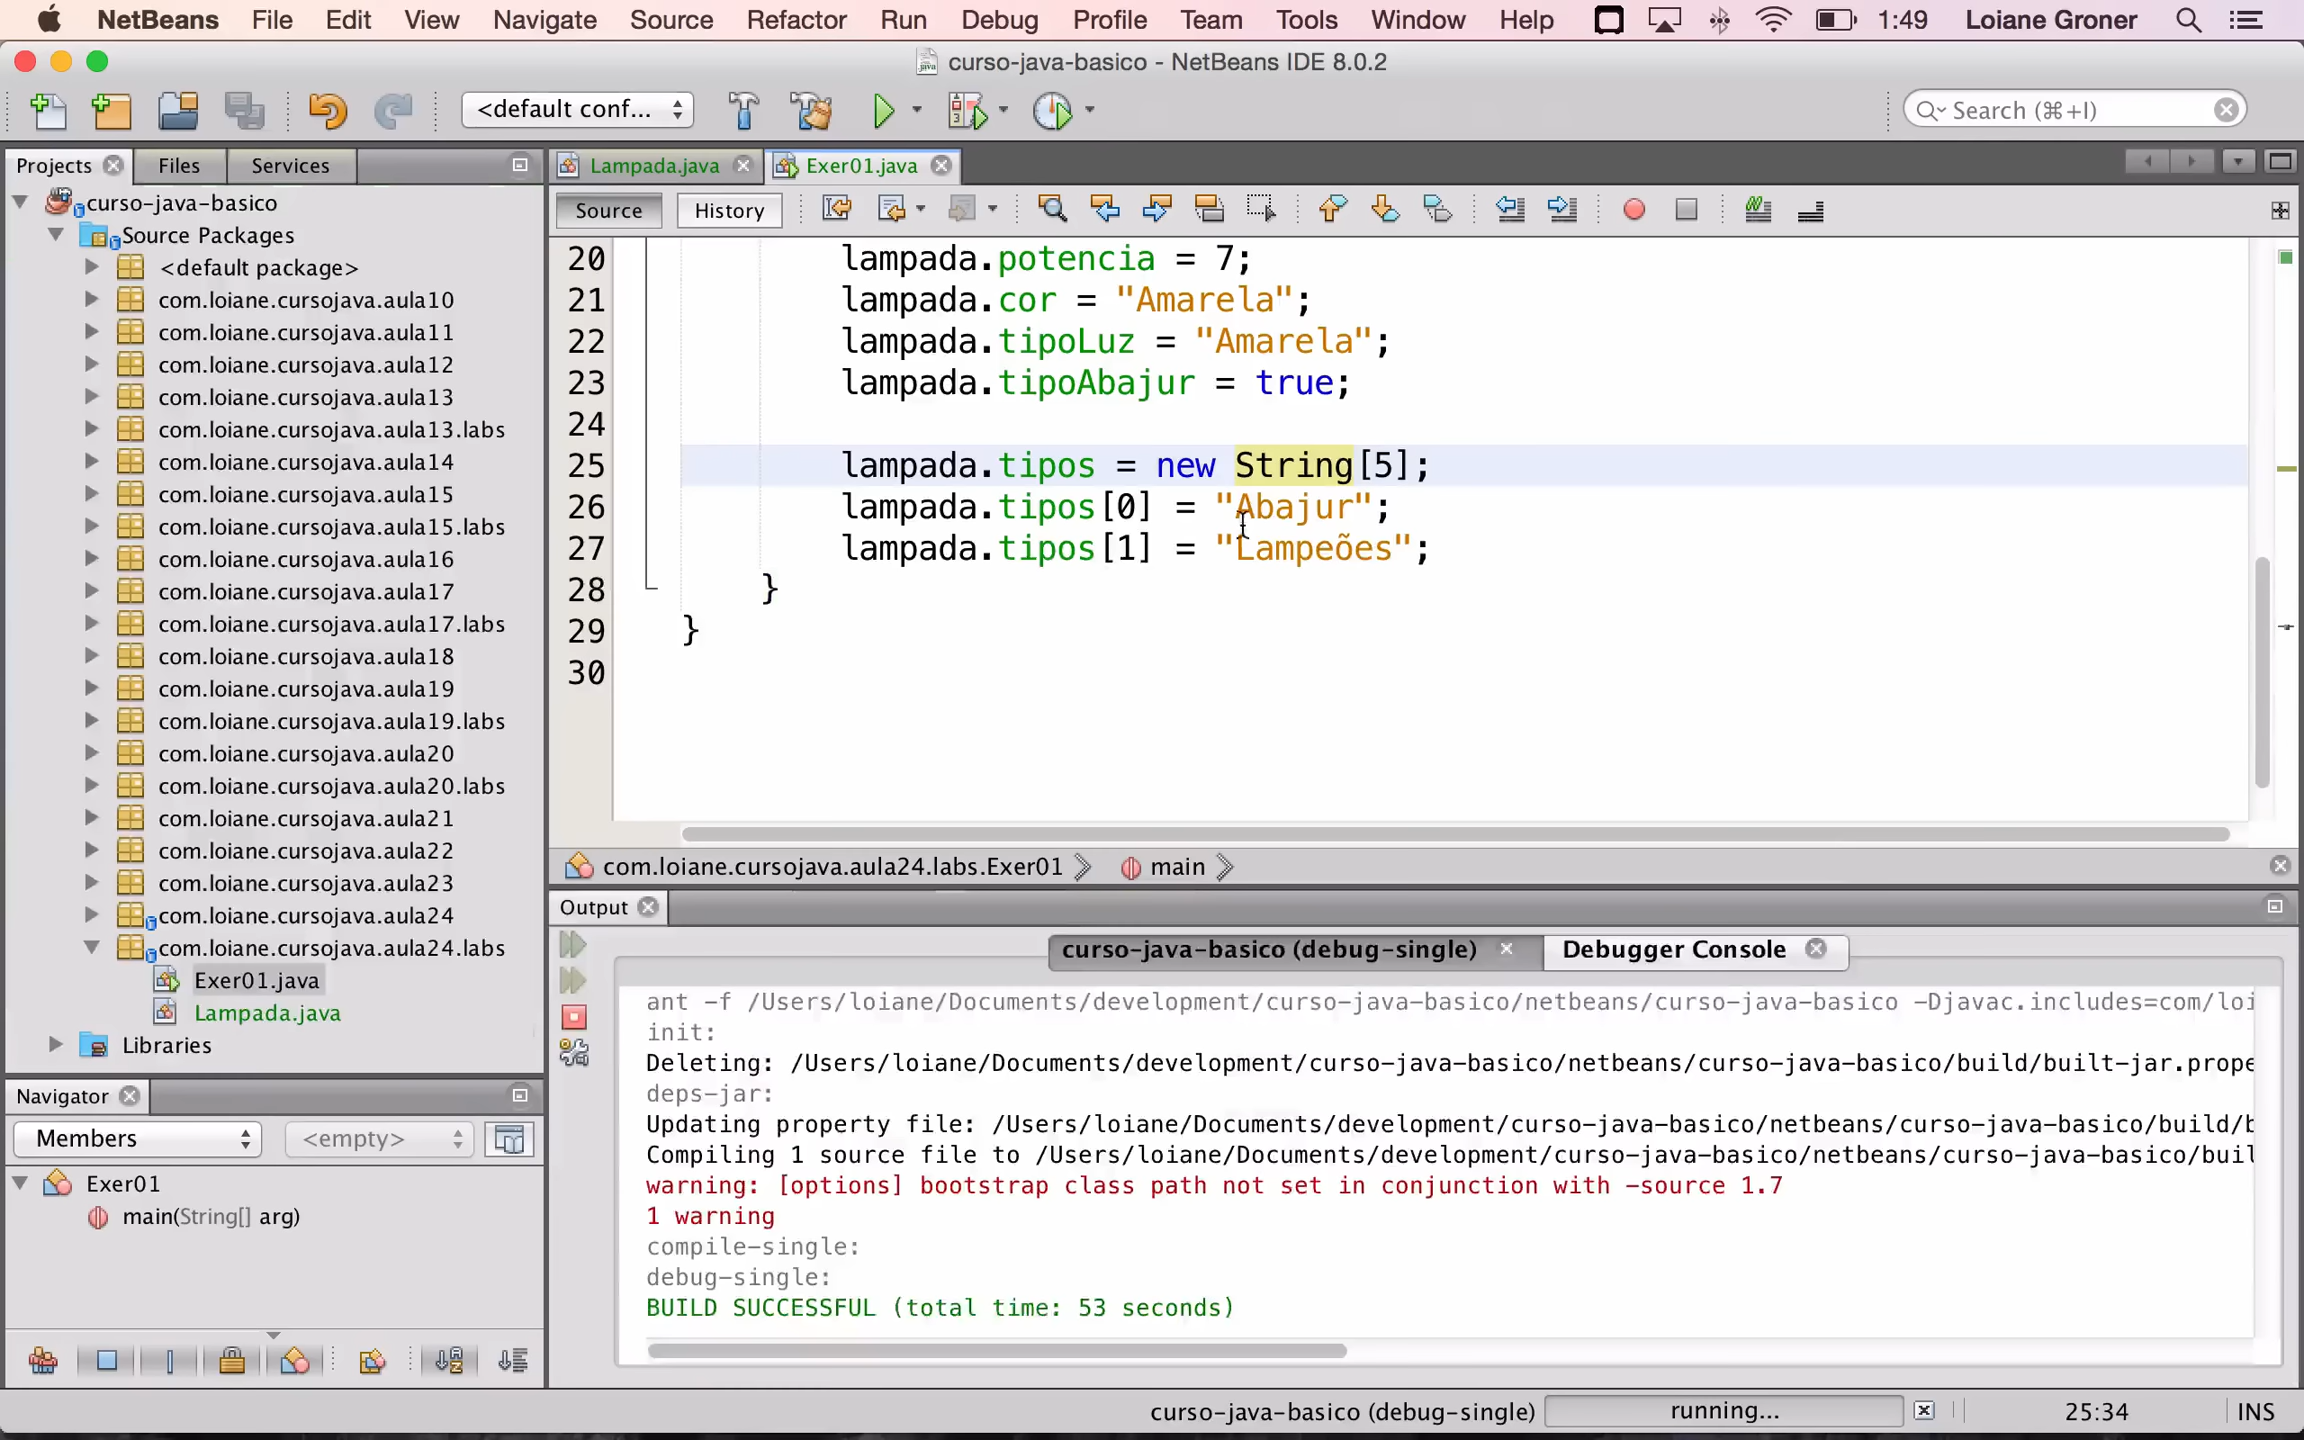 NetBeans File Edit View Navigate Source Refactor Run Debug Profile Team Tools Window Help 1:49 Loiane Groner
curso-java-basico - NetBeans IDE 8.0.2
<default conf... Search (⌘+I)
Projects Files Services
Lampada.java Exer01.java
Source History
curso-java-basico
Source Packages
<default package>
com.loiane.cursojava.aula10
com.loiane.cursojava.aula11
com.loiane.cursojava.aula12
com.loiane.cursojava.aula13
com.loiane.cursojava.aula13.labs
com.loiane.cursojava.aula14
com.loiane.cursojava.aula15
com.loiane.cursojava.aula15.labs
com.loiane.cursojava.aula16
com.loiane.cursojava.aula17
com.loiane.cursojava.aula17.labs
com.loiane.cursojava.aula18
com.loiane.cursojava.aula19
com.loiane.cursojava.aula19.labs
com.loiane.cursojava.aula20
com.loiane.cursojava.aula20.labs
com.loiane.cursojava.aula21
com.loiane.cursojava.aula22
com.loiane.cursojava.aula23
com.loiane.cursojava.aula24
com.loiane.cursojava.aula24.labs
Exer01.java
Lampada.java
Libraries
20 lampada.potencia = 7;
21 lampada.cor = "Amarela";
22 lampada.tipoLuz = "Amarela";
23 lampada.tipoAbajur = true;
24
25 lampada.tipos = new String[5];
26 lampada.tipos[0] = "Abajur";
27 lampada.tipos[1] = "Lampeões";
28 }
29 }
30
com.loiane.cursojava.aula24.labs.Exer01 main
Navigator
Members <empty>
Exer01
main(String[] arg)
Output
curso-java-basico (debug-single) Debugger Console
ant -f /Users/loiane/Documents/development/curso-java-basico/netbeans/curso-java-basico -Djavac.includes=com/loi
init:
Deleting: /Users/loiane/Documents/development/curso-java-basico/netbeans/curso-java-basico/build/built-jar.prope
deps-jar:
Updating property file: /Users/loiane/Documents/development/curso-java-basico/netbeans/curso-java-basico/build/b
Compiling 1 source file to /Users/loiane/Documents/development/curso-java-basico/netbeans/curso-java-basico/buil
warning: [options] bootstrap class path not set in conjunction with -source 1.7
1 warning
compile-single:
debug-single:
BUILD SUCCESSFUL (total time: 53 seconds)
curso-java-basico (debug-single) running... 25:34 INS